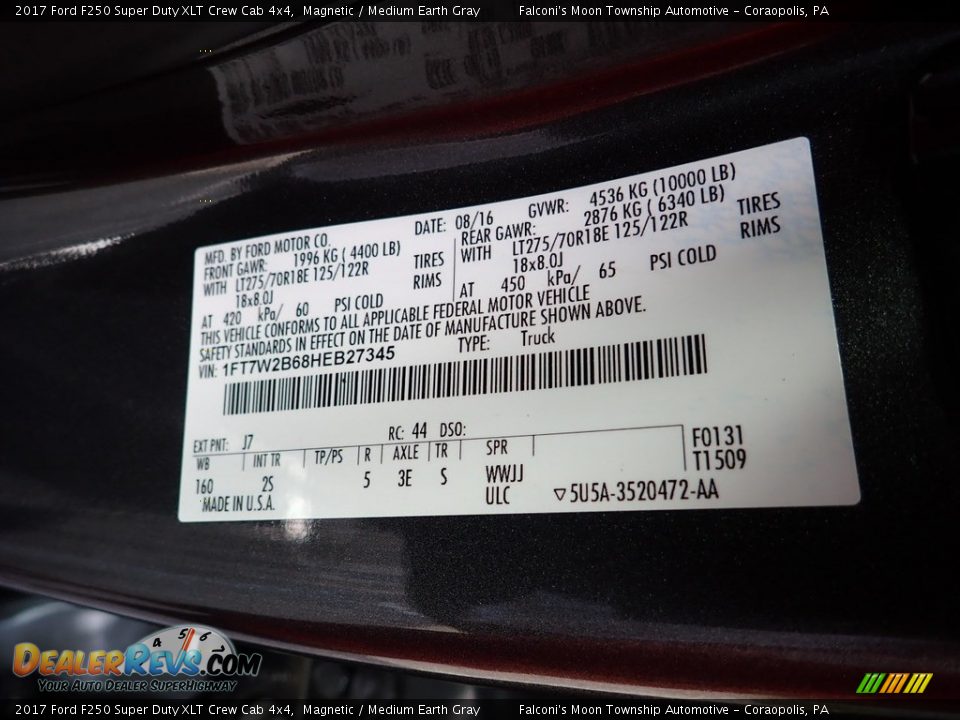 2017 Ford F250 Super Duty XLT Crew Cab 4x4, Magnetic / Medium Earth Gray Falconi's Moon Township Automotive - Coraopolis, PA
MFD. BY FORD MOTOR CO. DATE: 08/16 GVWR: 4536 KG (10000 LB)
FRONT GAWR: 1996 KG ( 4400 LB) REAR GAWR: 2876 KG ( 6340 LB)
WITH LT275/70R18E 125/122R TIRES WITH LT275/70R18E 125/122R TIRES
18x8.0J RIMS 18x8.0J RIMS
AT 420 kPa/ 60 PSI COLD AT 450 kPa/ 65 PSI COLD
THIS VEHICLE CONFORMS TO ALL APPLICABLE FEDERAL MOTOR VEHICLE
SAFETY STANDARDS IN EFFECT ON THE DATE OF MANUFACTURE SHOWN ABOVE.
VIN: 1FT7W2B68HEB27345 TYPE: Truck
EXT PNT: J7 RC: 44 DSO:
WB INT TR TP/PS R AXLE TR SPR F0131
160 2S 5 3E S WWJJ T1509
MADE IN U.S.A. ULC ▽5U5A-3520472-AA
4 5 6
DealerRevs.com
Your Auto Dealer SuperHighway
2017 Ford F250 Super Duty XLT Crew Cab 4x4, Magnetic / Medium Earth Gray Falconi's Moon Township Automotive - Coraopolis, PA